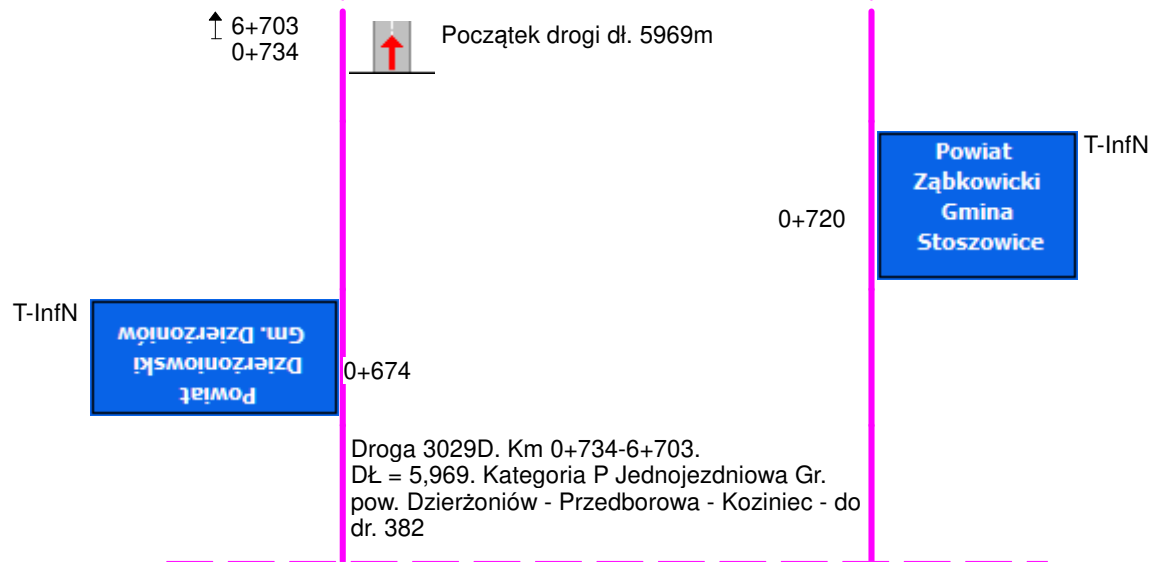 6+703
0+734
Początek drogi dł. 5969m
Powiat
Ząbkowicki
Gmina
Stoszowice
T-InfN
0+720
T-InfN
Powiat
Dzierżoniowski
Gm. Dzierżoniów
0+674
Droga 3029D. Km 0+734-6+703.
DŁ = 5,969. Kategoria P Jednojezdniowa Gr.
pow. Dzierżoniów - Przedborowa - Koziniec - do
dr. 382